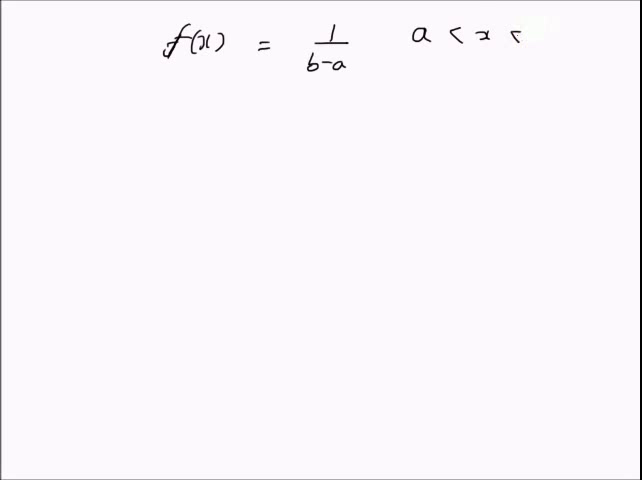 f(x) = 1/(b-a) a < x <